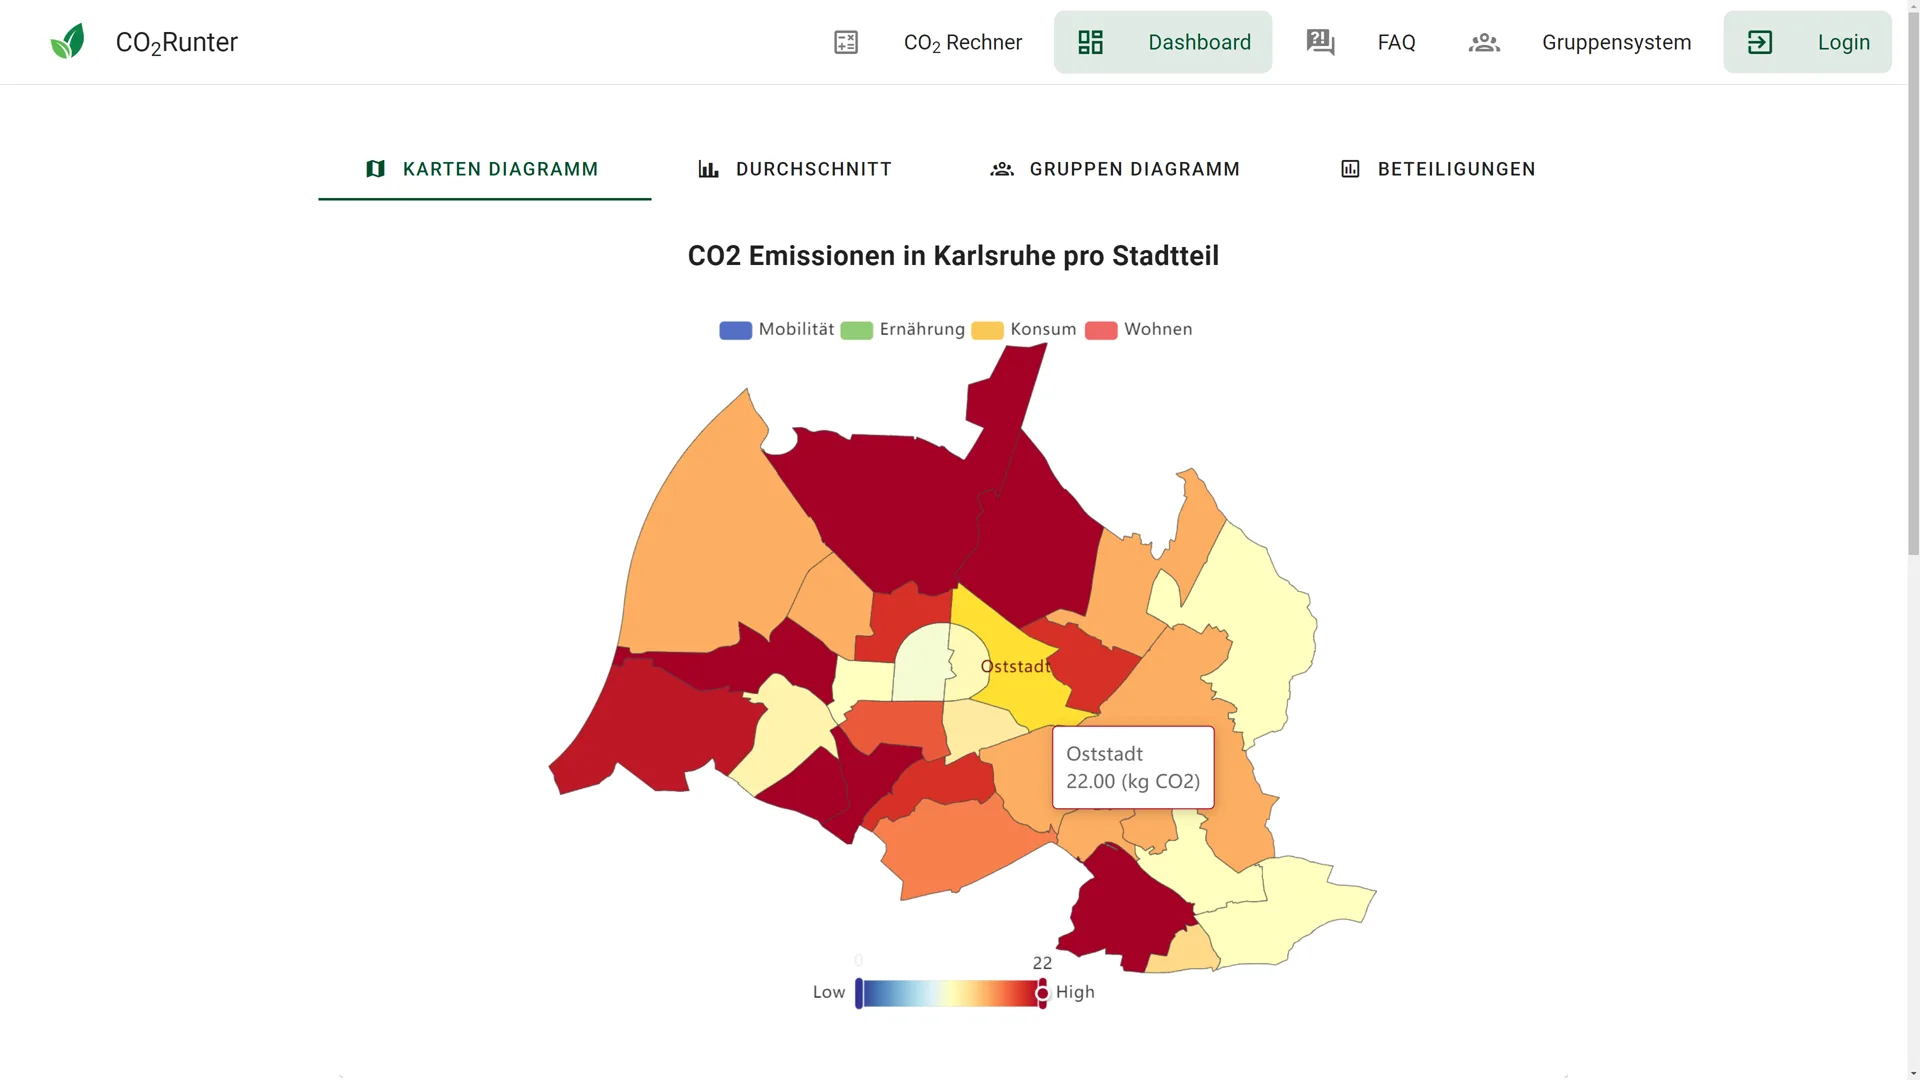 CO2Runter
CO2 Rechner
Dashboard
FAQ
Gruppensystem
Login
KARTEN DIAGRAMM
DURCHSCHNITT
GRUPPEN DIAGRAMM
BETEILIGUNGEN
CO2 Emissionen in Karlsruhe pro Stadtteil
Mobilität Ernährung Konsum Wohnen
Oststadt
Oststadt
22.00 (kg CO2)
0
22
Low
High